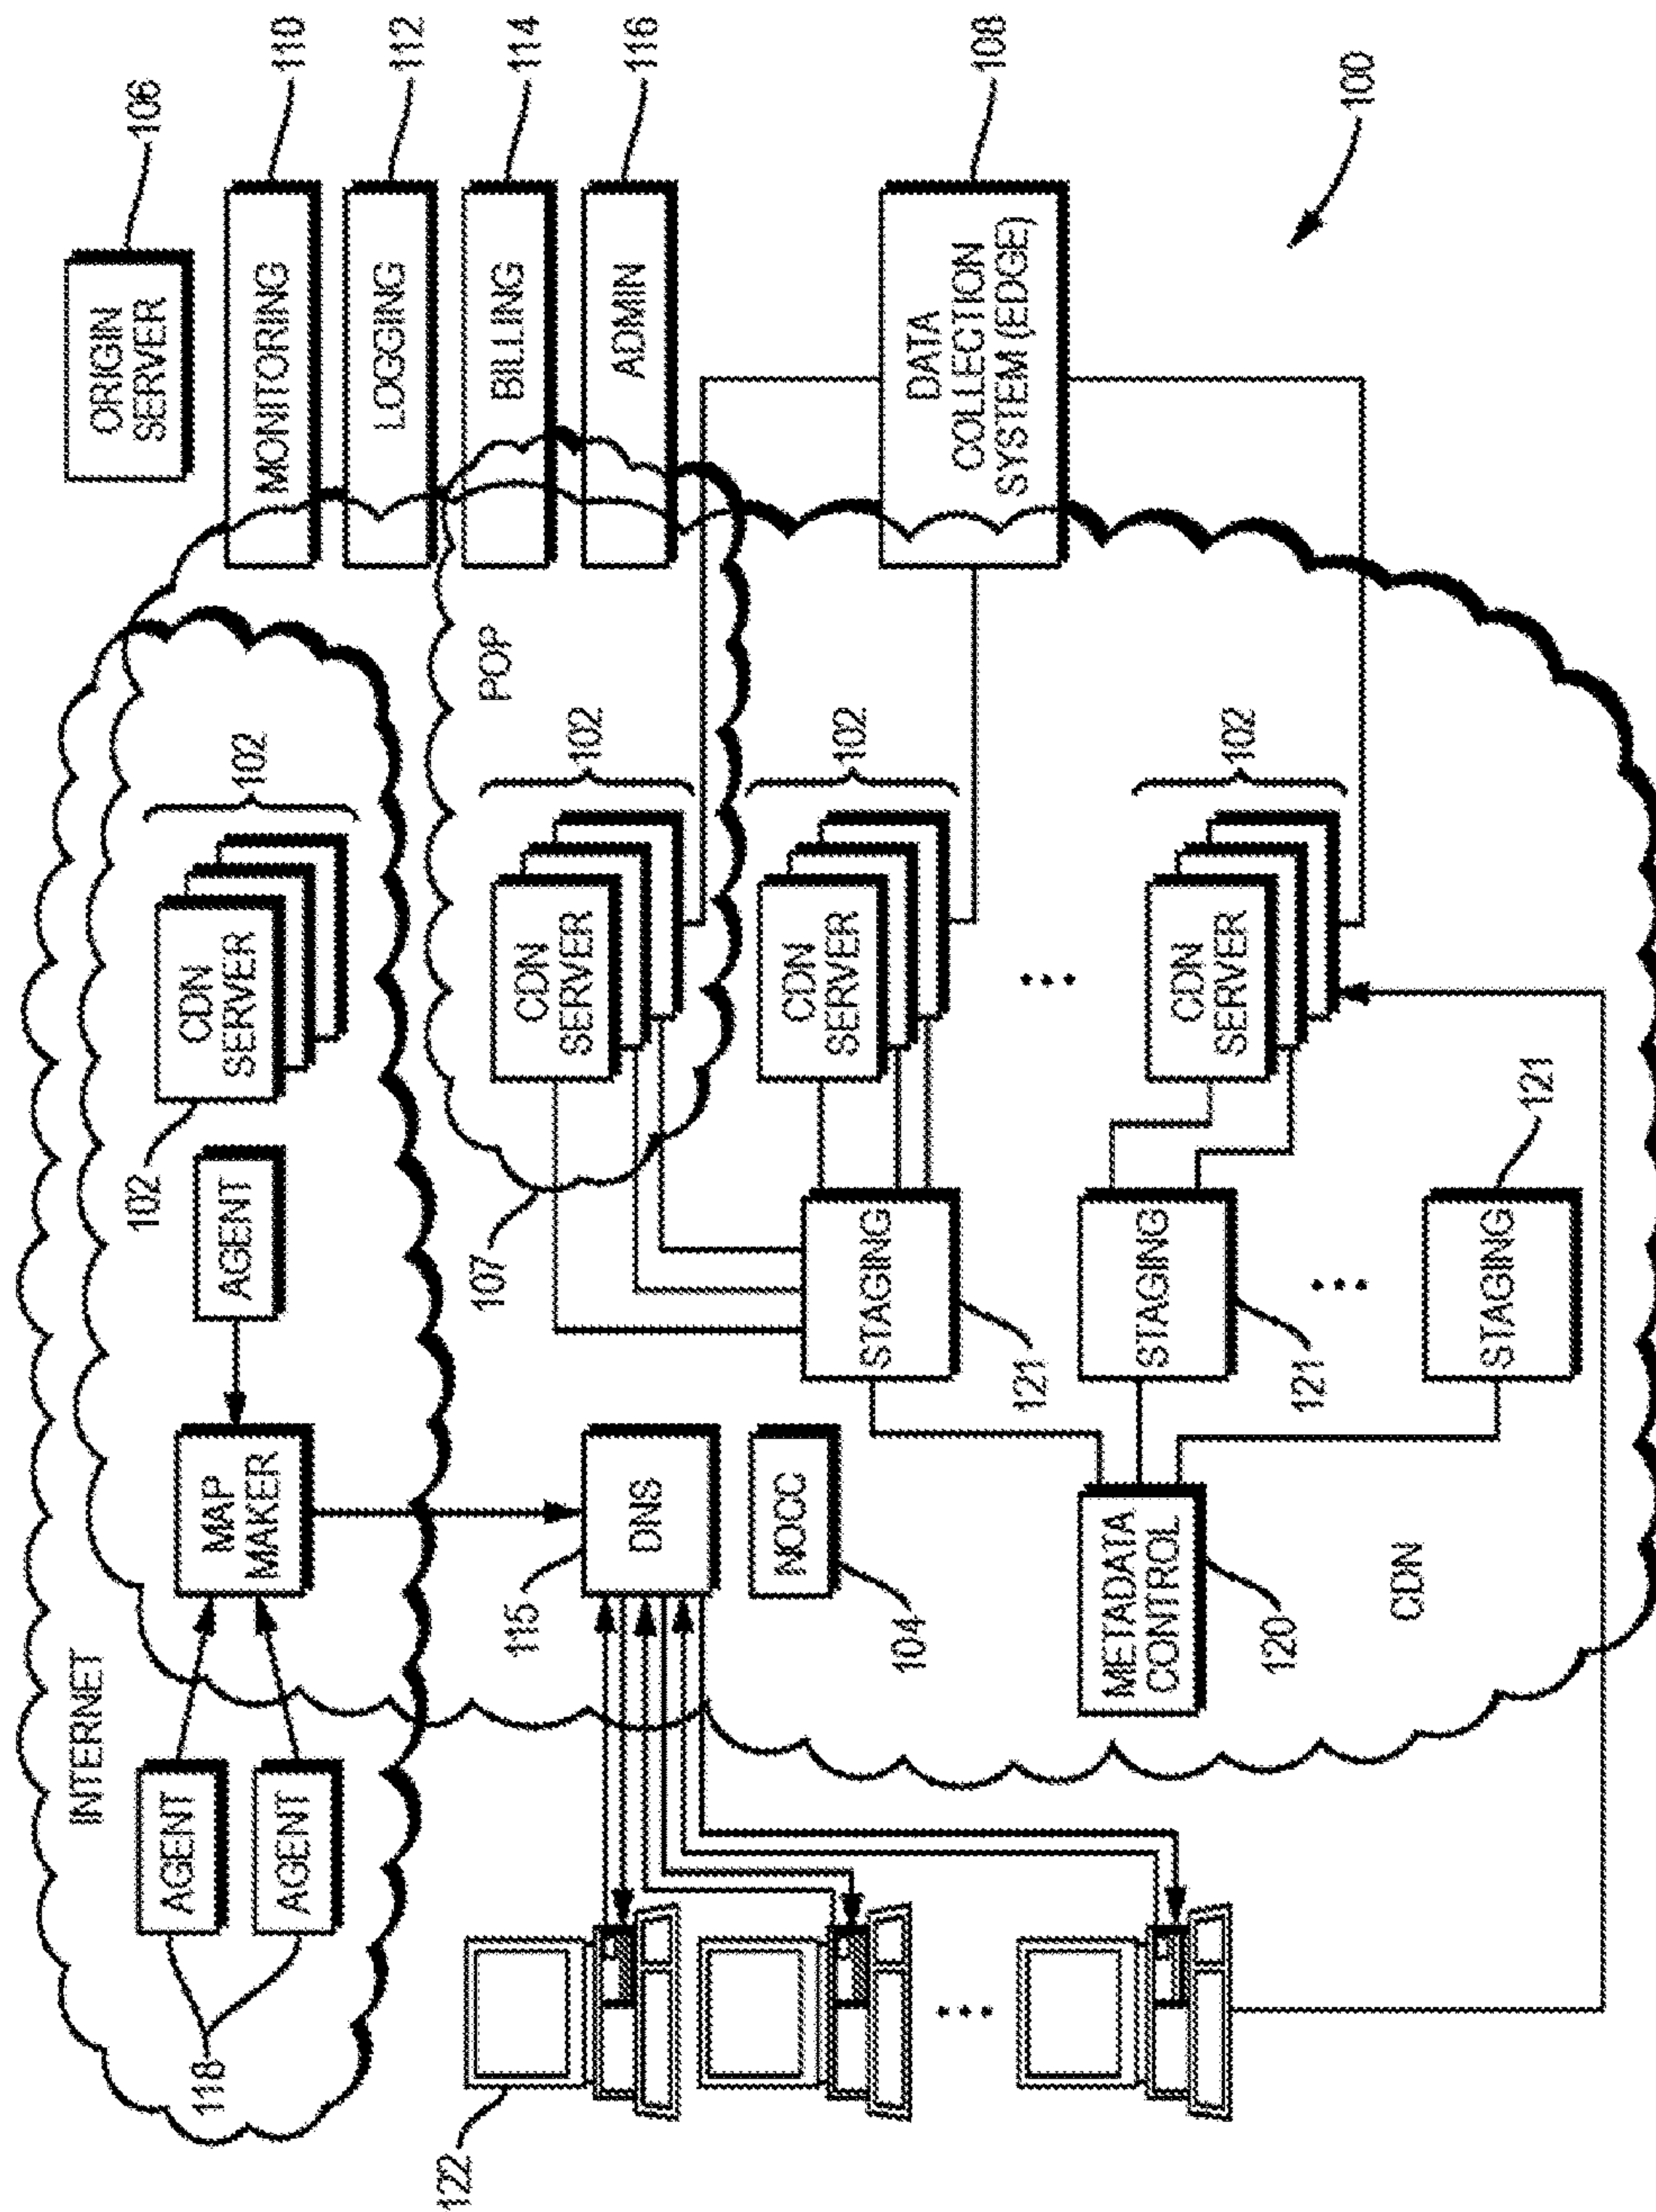 INTERNET
AGENT
AGENT
118
MAP
MAKER
AGENT
102
CDN
SERVER
102
ORIGIN
SERVER
106
MONITORING
110
LOGGING
112
BILLING
114
ADMIN
116
POP
107
CDN
SERVER
102
115
DNS
NOCC
104
CDN
SERVER
102
STAGING
121
DATA
COLLECTION
SYSTEM (EDGE)
108
122
METADATA
CONTROL
120
STAGING
121
CDN
SERVER
102
STAGING
121
CDN
100